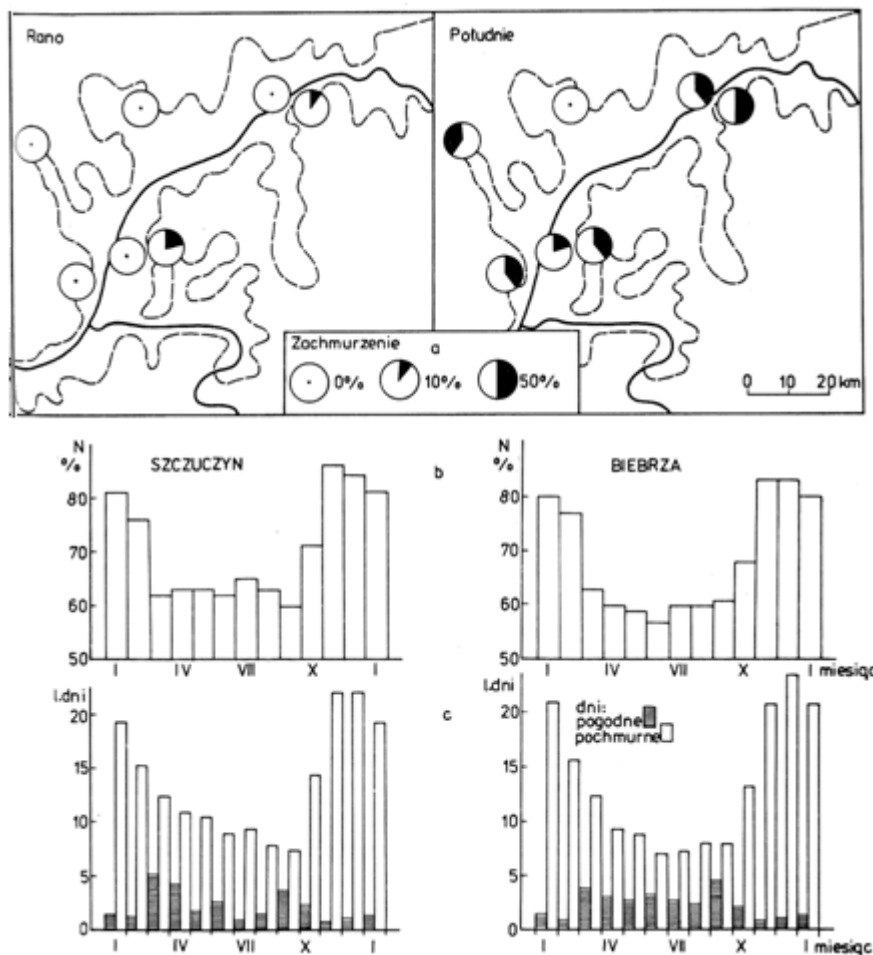 Rano
Południe
Zachmurzenie
a
0%
10%
50%
0 10 20 km
N
%
SZCZUCZYN
b
N
%
BIEBRZA
80
70
60
50
80
70
60
50
I IV VIII X I
I IV VII X I miesiąc
l.dni
c
l.dni
dni:
pogodne
pochmurne
20
15
10
5
0
20
15
10
5
0
I IV VII X I
I IV VII X I miesiąc